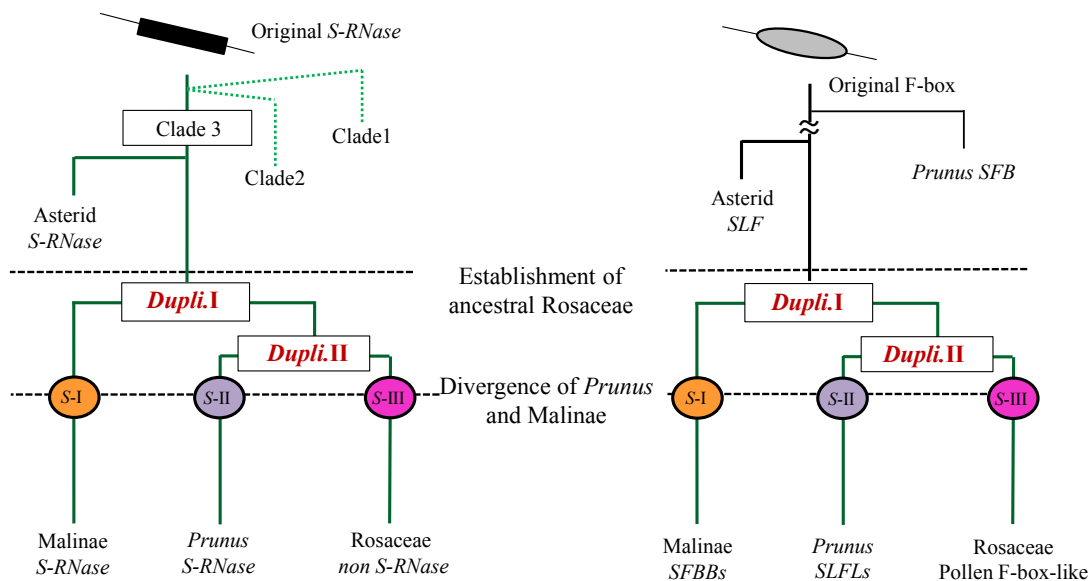 Original S-RNase
Clade 3
Clade1
Clade2
Asterid
S-RNase
Original F-box
Prunus SFB
Asterid
SLF
Establishment of
ancestral Rosaceae
Dupli.I
Dupli.II
Dupli.I
Dupli.II
S-I
S-II
S-III
Divergence of Prunus
and Malinae
S-I
S-II
S-III
Malinae
S-RNase
Prunus
S-RNase
Rosaceae
non S-RNase
Malinae
SFBBs
Prunus
SLFLs
Rosaceae
Pollen F-box-like